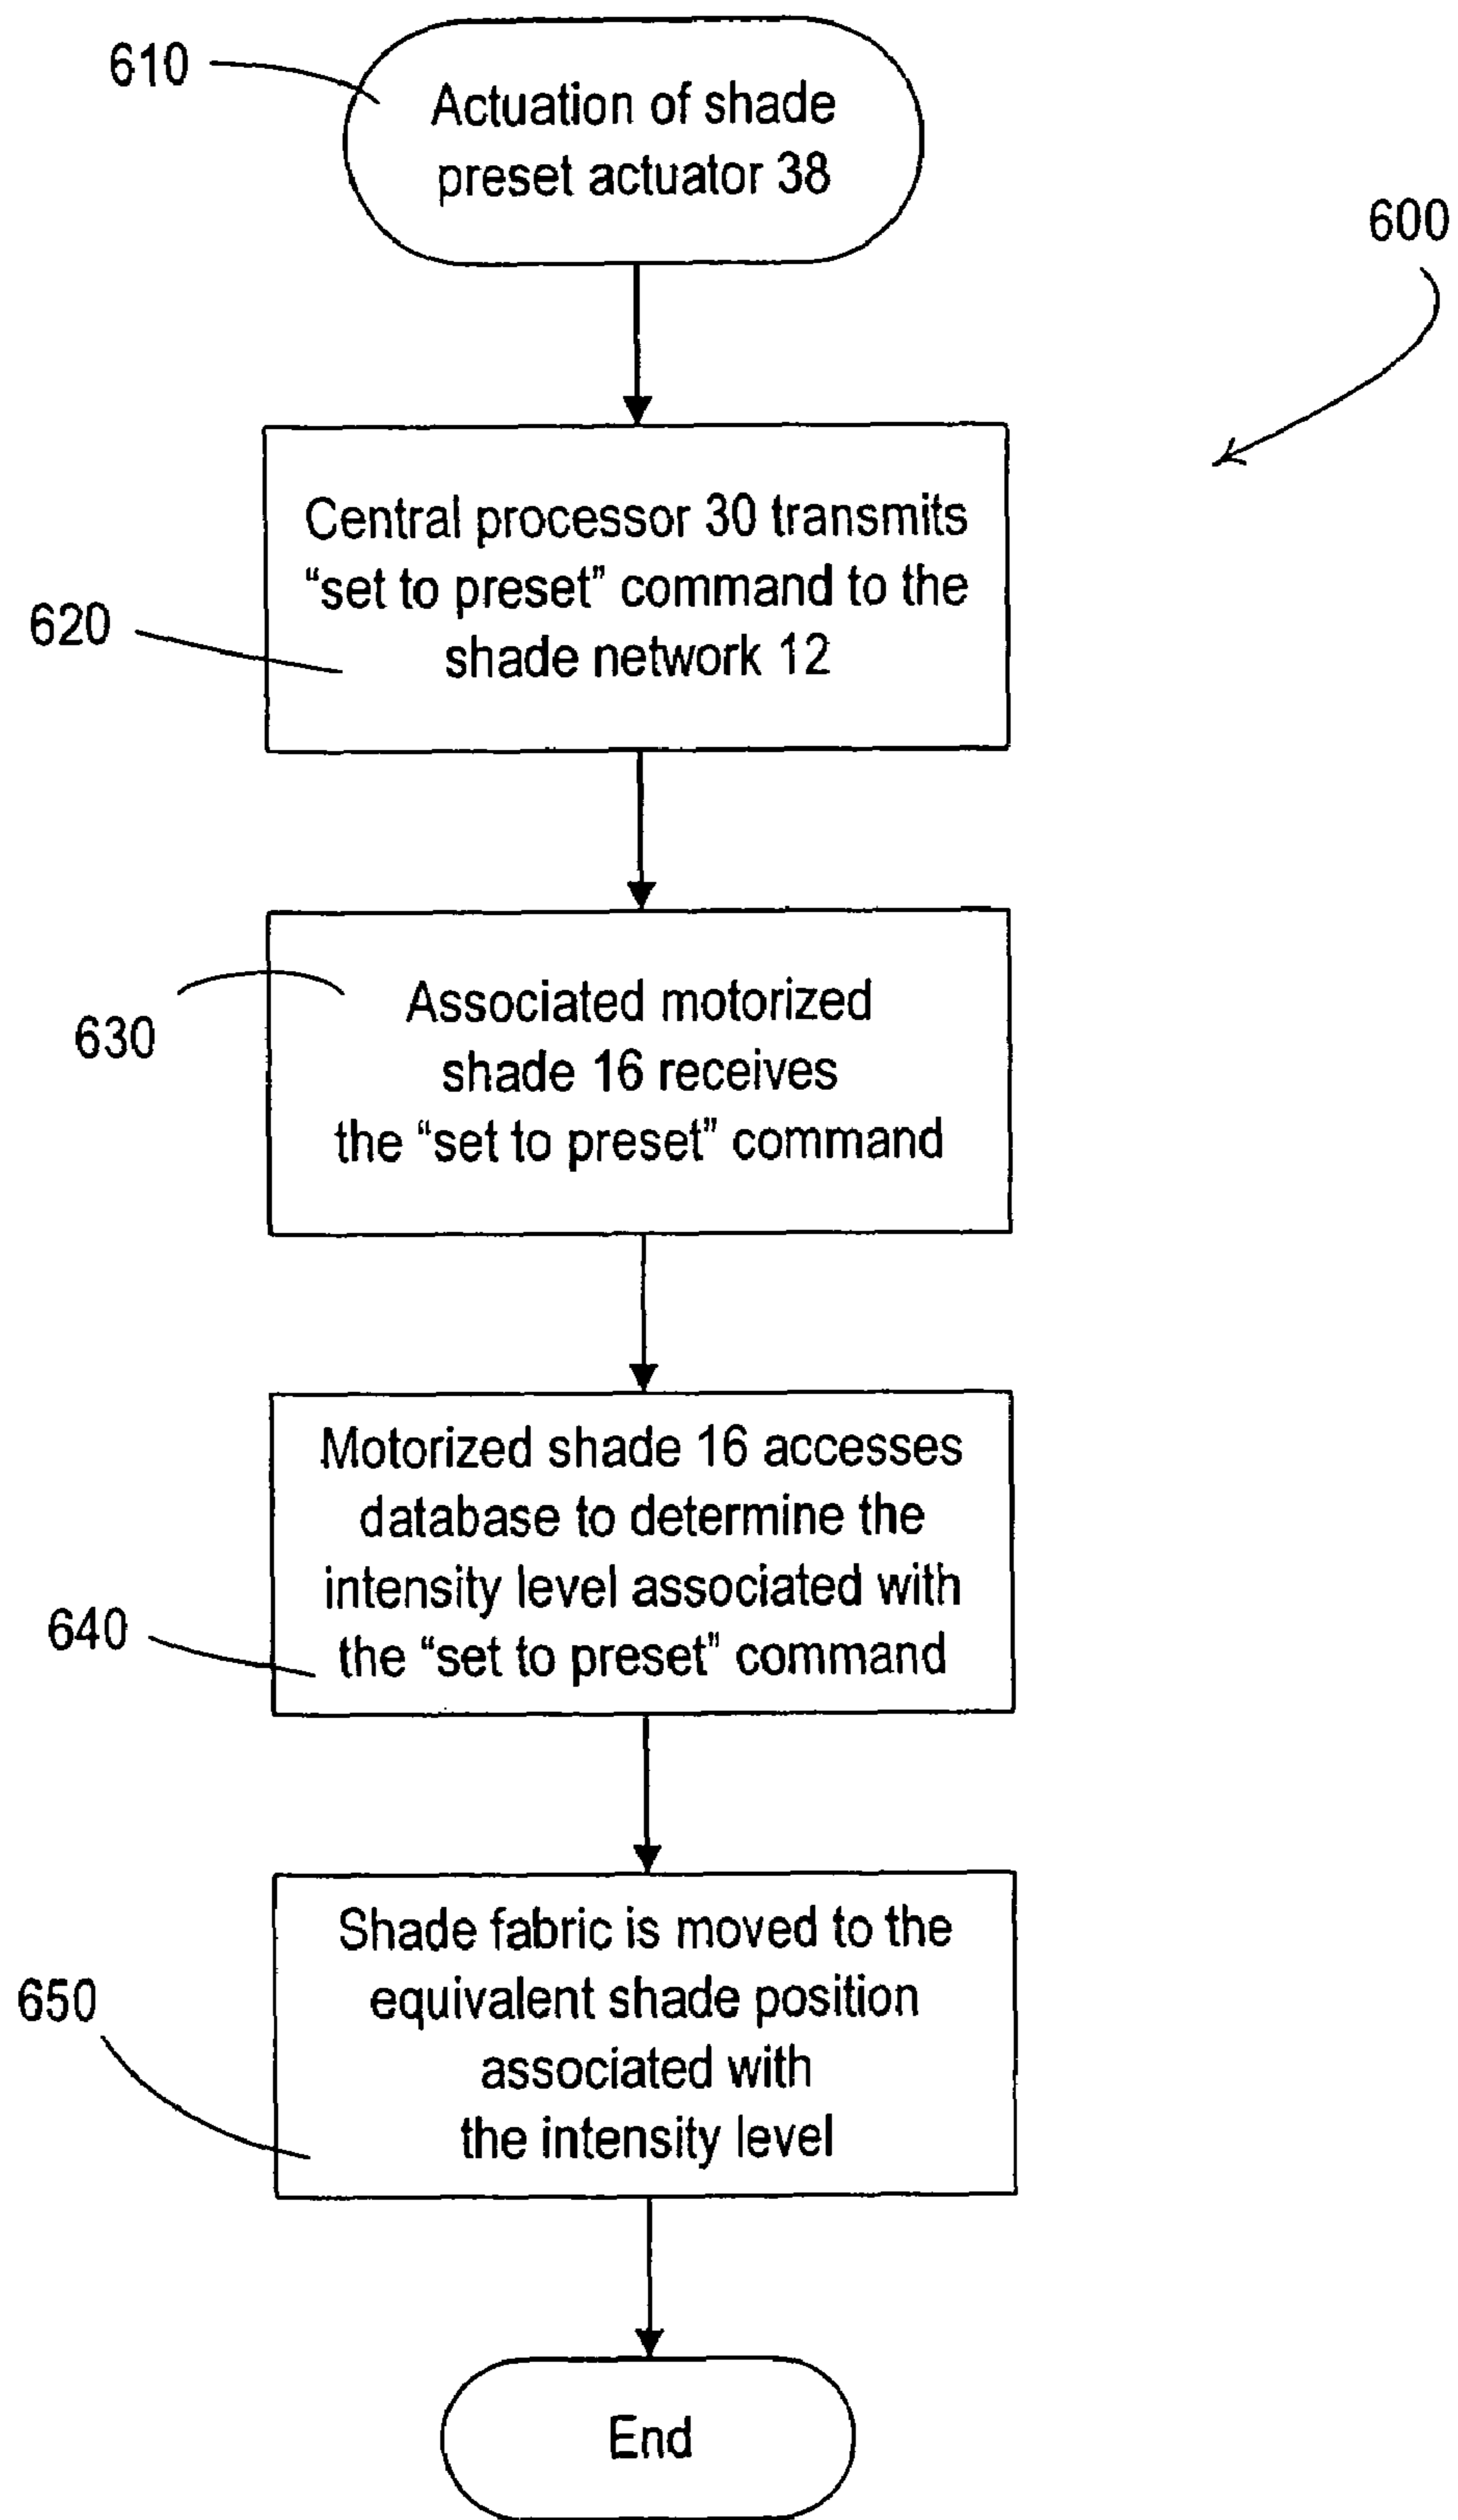 610
Actuation of shade
preset actuator 38
600
Central processor 30 transmits
“set to preset” command to the
shade network 12
620
Associated motorized
shade 16 receives
the “set to preset” command
630
Motorized shade 16 accesses
database to determine the
intensity level associated with
the “set to preset” command
640
Shade fabric is moved to the
equivalent shade position
associated with
the intensity level
650
End